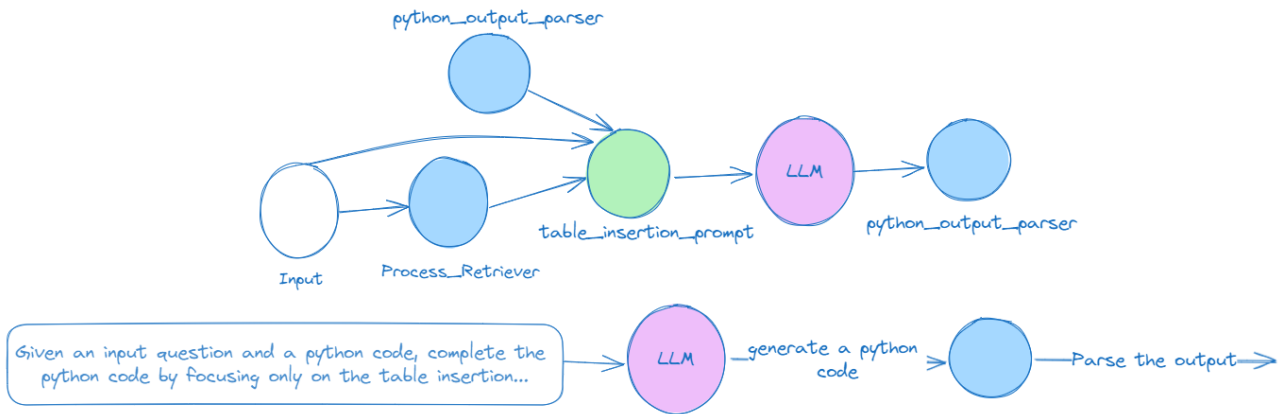 python_output_parser
LLM
table_insertion_prompt
python_output_parser
Input
Process_Retriever
Given an input question and a python code, complete the
python code by focusing only on the table insertion...
LLM
generate a python
code
Parse the output